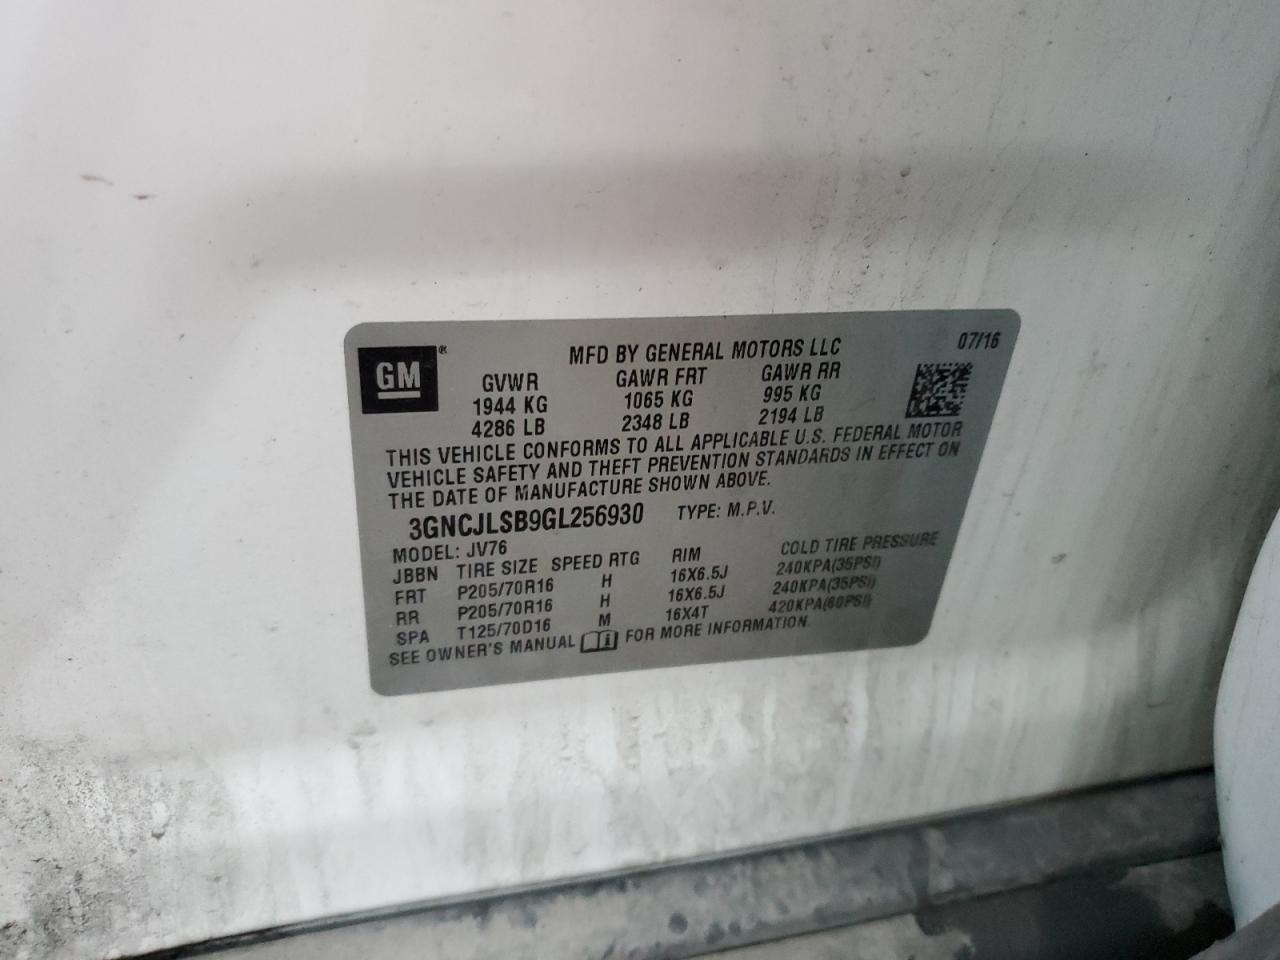 GM® MFD BY GENERAL MOTORS LLC 07/16
GVWR GAWR FRT GAWR RR
1944 KG 1065 KG 995 KG
4286 LB 2348 LB 2194 LB
THIS VEHICLE CONFORMS TO ALL APPLICABLE U.S. FEDERAL MOTOR
VEHICLE SAFETY AND THEFT PREVENTION STANDARDS IN EFFECT ON
THE DATE OF MANUFACTURE SHOWN ABOVE.
3GNCJLSB9GL256930 TYPE: M.P.V.
MODEL: JV76
JBBN TIRE SIZE SPEED RTG RIM COLD TIRE PRESSURE
FRT P205/70R16 H 16X6.5J 240KPA(35PSI)
RR P205/70R16 H 16X6.5J 240KPA(35PSI)
SPA T125/70D16 M 16X4T 420KPA(60PSI)
SEE OWNER'S MANUAL FOR MORE INFORMATION.